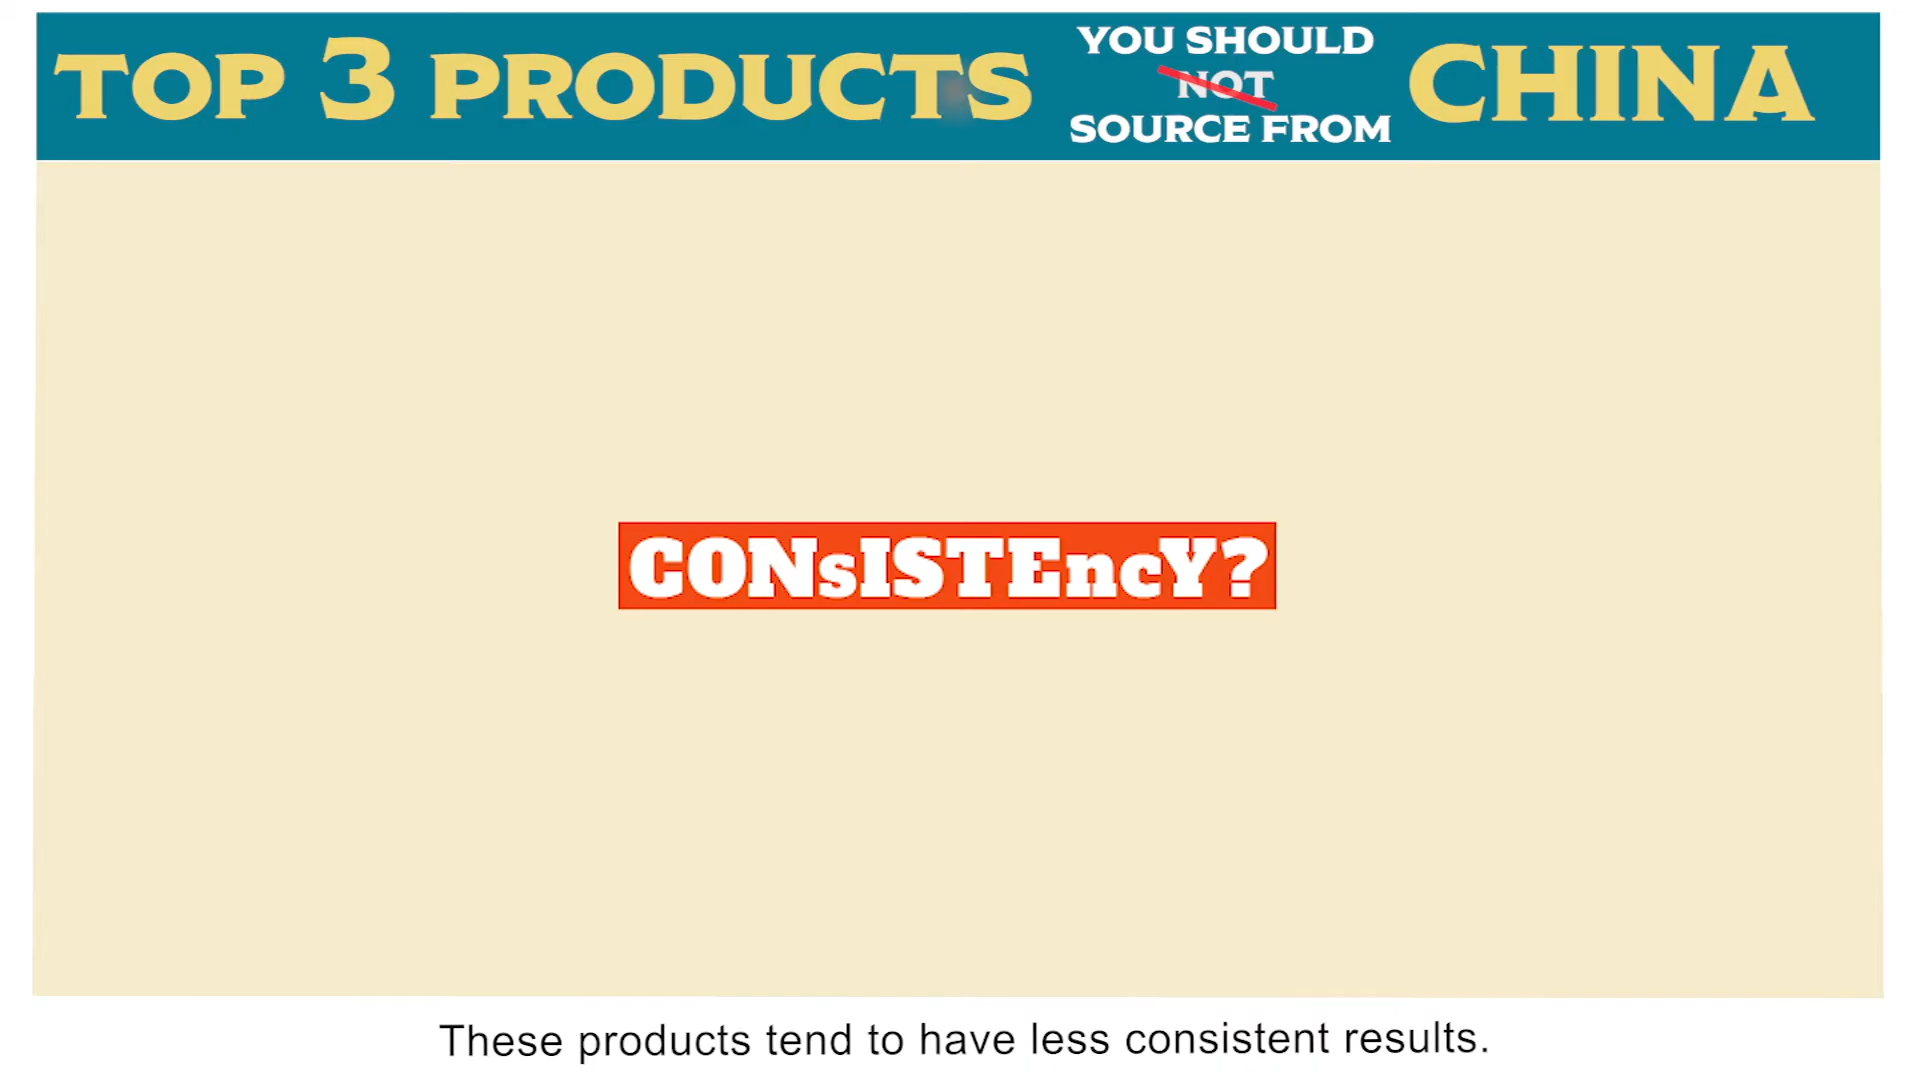 TOP 3 PRODUCTS
YOU SHOULD
NOT
SOURCE FROM
CHINA
CONsISTEncY?
These products tend to have less consistent results.